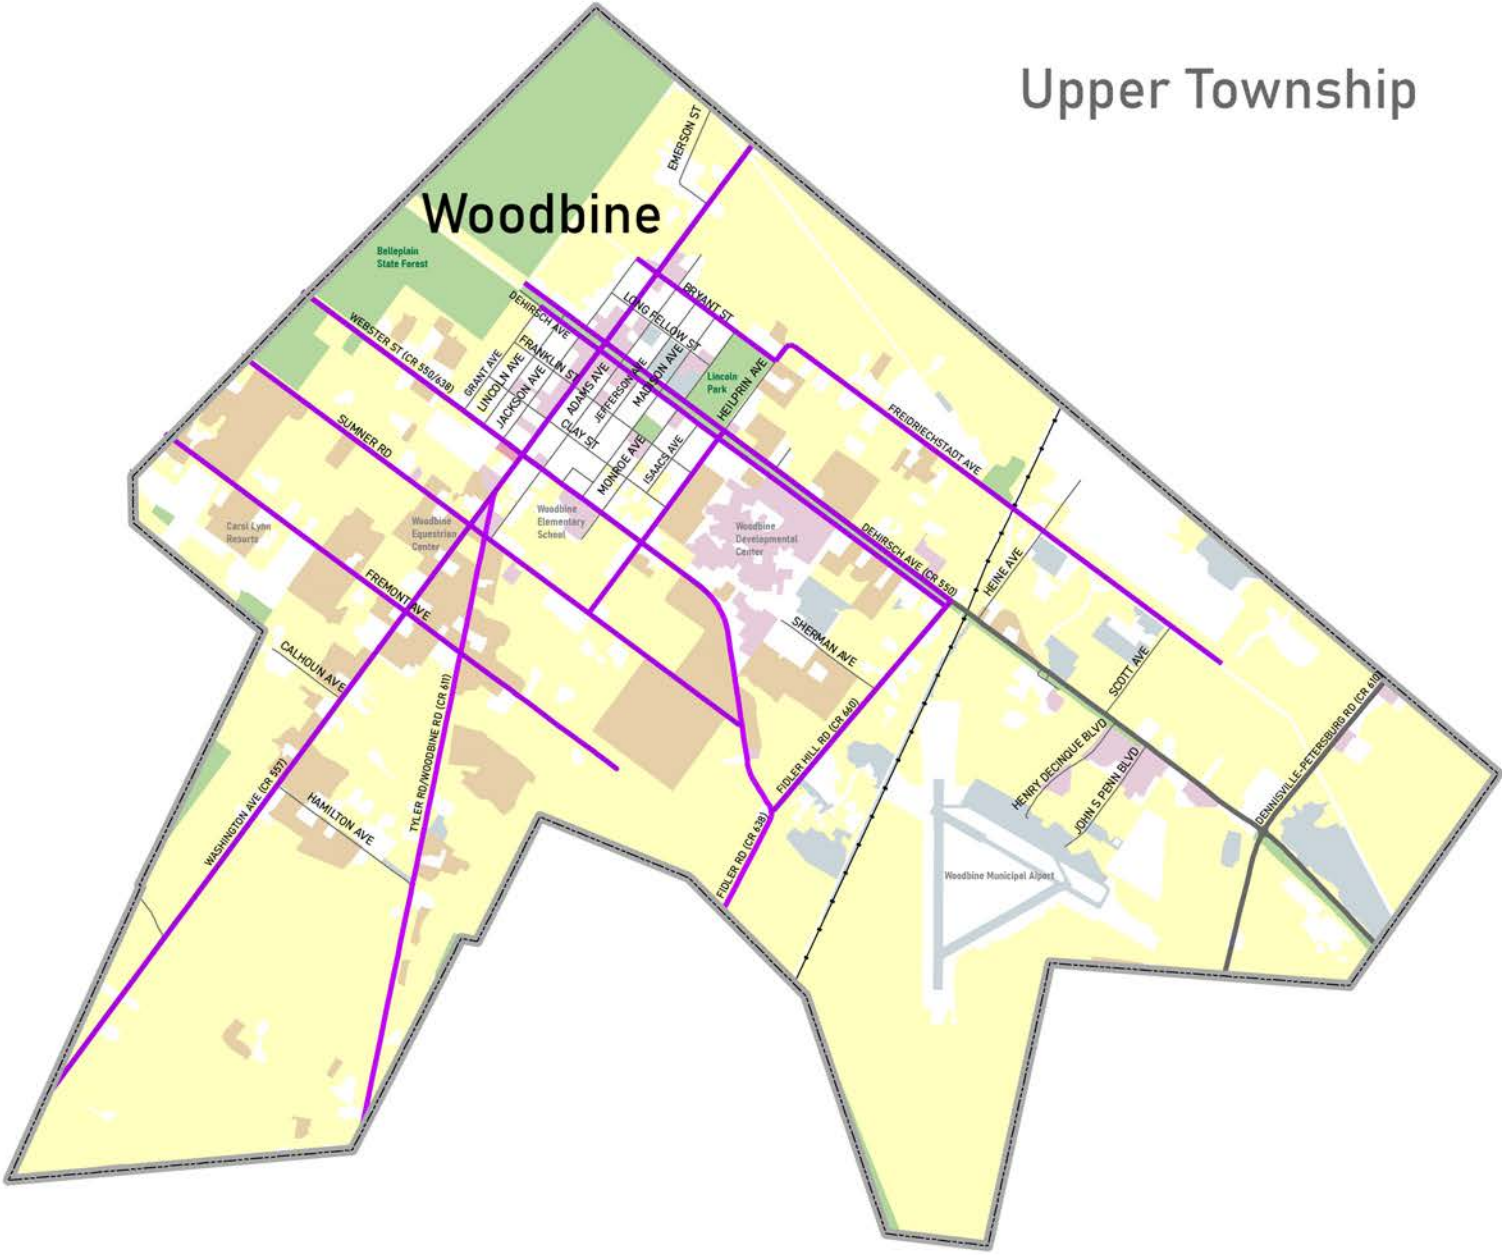 Upper Township
EMERSON ST
Woodbine
Belleplain
State Forest
BRYANT ST
LONG FELLOW ST
DEHIRSCH AVE
WEBSTER ST (CR 550/638)
FRANKLIN ST
GRANT AVE
LINCOLN AVE
JACKSON AVE
ADAMS AVE
JEFFERSON AVE
MADISON AVE
Lincoln
Park
HEILPRIN AVE
SUMNER RD
CLAY ST
MONROE AVE
ISAACS AVE
FREIDRIECHSTADT AVE
Carol Lynn
Resorts
Woodbine
Equestrian
Center
Woodbine
Elementary
School
Woodbine
Developmental
Center
DEHIRSCH AVE (CR 550)
HEINE AVE
FREMONT AVE
SHERMAN AVE
CALHOUN AVE
SCOTT AVE
TYLER RD/WOODBINE RD (CR 611)
FIDLER HILL RD (CR 660)
HENRY DECINQUE BLVD
JOHN S PENN BLVD
DENNISVILLE-PETERSBURG RD (CR 610)
WASHINGTON AVE (CR 557)
HAMILTON AVE
FIDLER RD (CR 638)
Woodbine Municipal Aiport